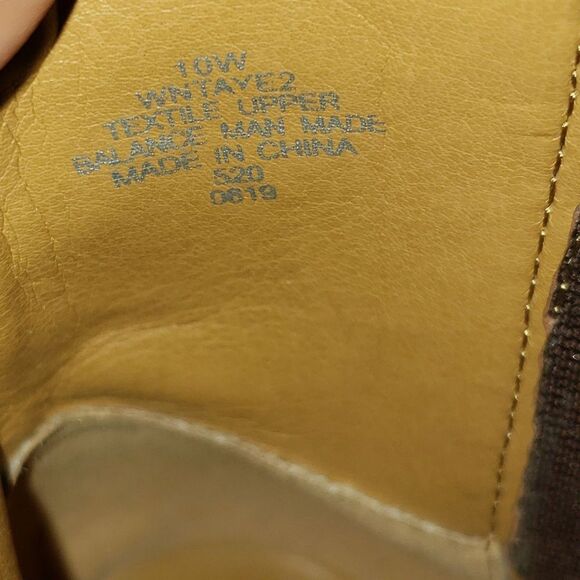 10W
WNTAYE2
TEXTILE UPPER
BALANCE MAN MADE
MADE IN CHINA
520
0619